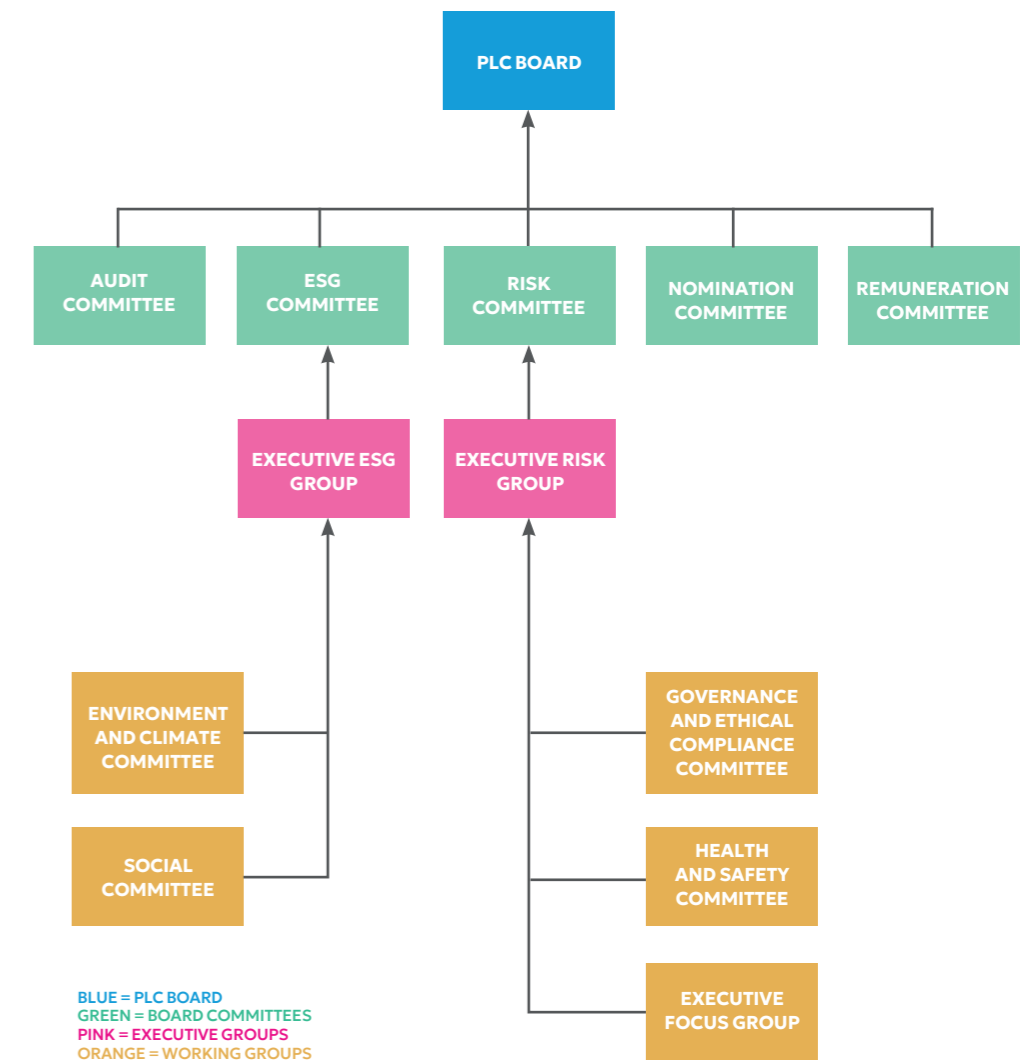 PLC BOARD
AUDIT
COMMITTEE
ESG
COMMITTEE
RISK
COMMITTEE
NOMINATION
COMMITTEE
REMUNERATION
COMMITTEE
EXECUTIVE ESG
GROUP
EXECUTIVE RISK
GROUP
ENVIRONMENT
AND CLIMATE
COMMITTEE
GOVERNANCE
AND ETHICAL
COMPLIANCE
COMMITTEE
SOCIAL
COMMITTEE
HEALTH
AND SAFETY
COMMITTEE
EXECUTIVE
FOCUS GROUP
BLUE = PLC BOARD
GREEN = BOARD COMMITTEES
PINK = EXECUTIVE GROUPS
ORANGE = WORKING GROUPS